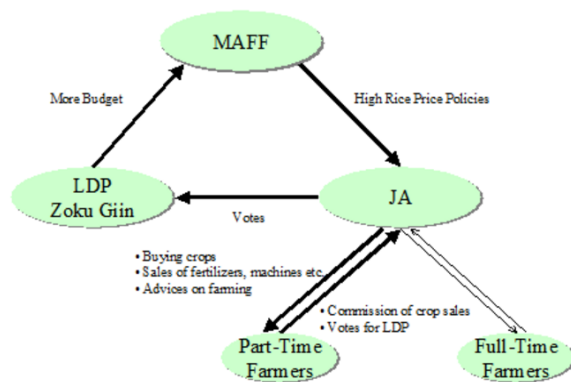 MAFF
More Budget
High Rice Price Policies
LDP
Zoku Giin
JA
Votes
• Buying crops
• Sales of fertilizers, machines etc
• Advices on farming
• Commission of crop sales
• Votes for LDP
Part-Time
Farmers
Full-Time
Farmers